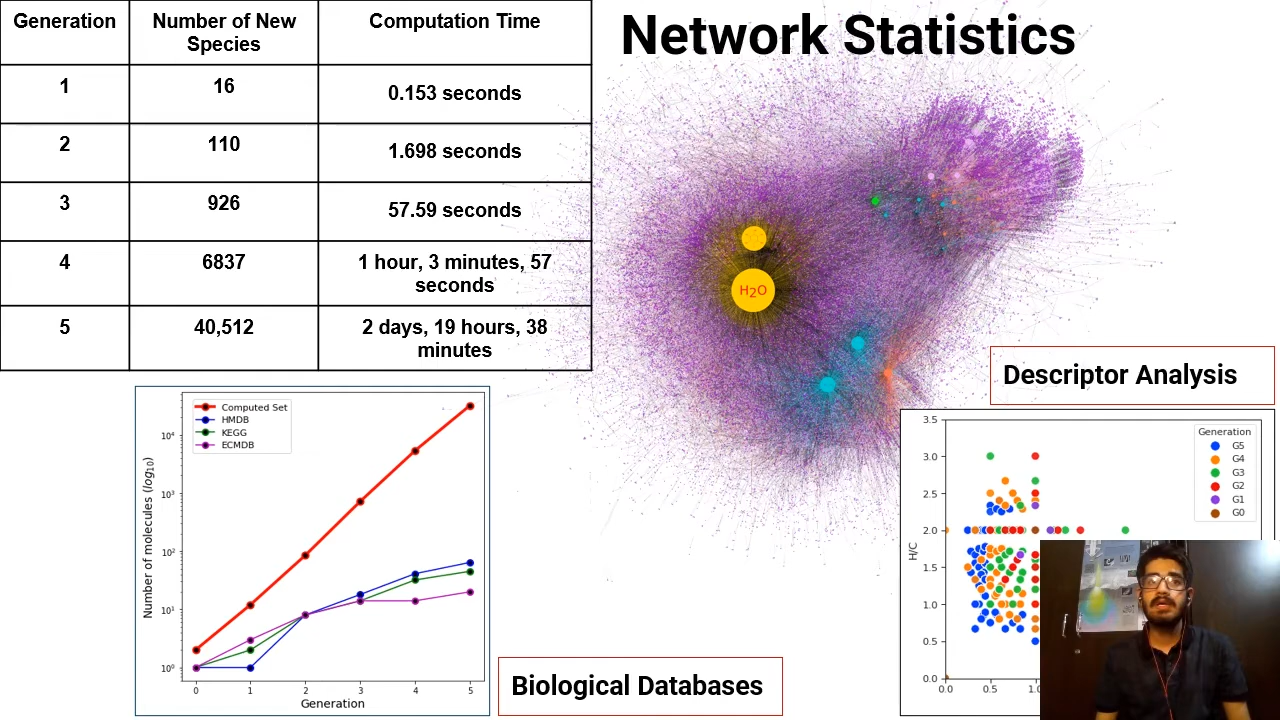 Network Statistics
Generation Number of New Species Computation Time
1 16 0.153 seconds
2 110 1.698 seconds
3 926 57.59 seconds
4 6837 1 hour, 3 minutes, 57 seconds
5 40,512 2 days, 19 hours, 38 minutes
H2O
Descriptor Analysis
Computed Set
HMDB
KEGG
ECMDB
Number of molecules (log10)
10^4
10^3
10^2
10^1
10^0
0 1 2 3 4 5
Generation
Biological Databases
Generation
G5
G4
G3
G2
G1
G0
H/C
3.5
3.0
2.5
2.0
1.5
1.0
0.5
0.0
0.0 0.5